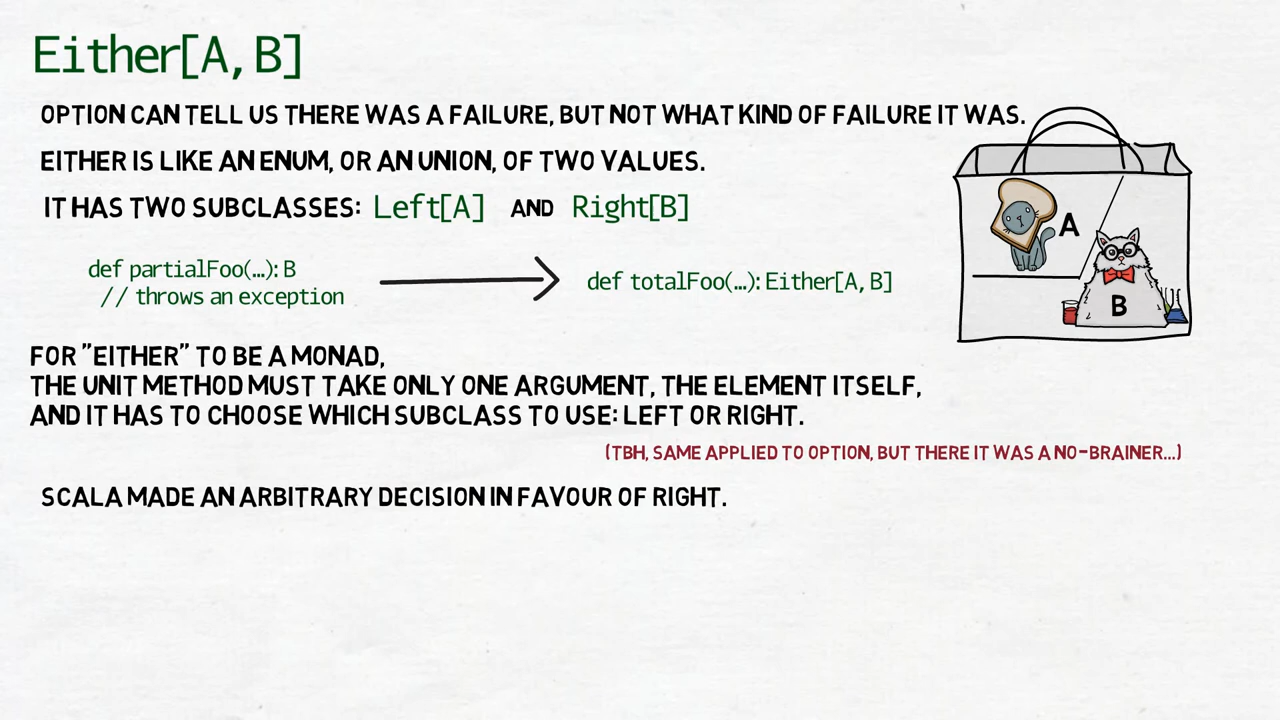 Either[A, B]
OPTION CAN TELL US THERE WAS A FAILURE, BUT NOT WHAT KIND OF FAILURE IT WAS.
EITHER IS LIKE AN ENUM, OR AN UNION, OF TWO VALUES.
IT HAS TWO SUBCLASSES: Left[A] AND Right[B]
def partialFoo(...): B
// throws an exception
def totalFoo(...): Either[A, B]
A
B
FOR "EITHER" TO BE A MONAD,
THE UNIT METHOD MUST TAKE ONLY ONE ARGUMENT, THE ELEMENT ITSELF,
AND IT HAS TO CHOOSE WHICH SUBCLASS TO USE: LEFT OR RIGHT.
(TBH, SAME APPLIED TO OPTION, BUT THERE IT WAS A NO-BRAINER...)
SCALA MADE AN ARBITRARY DECISION IN FAVOUR OF RIGHT.